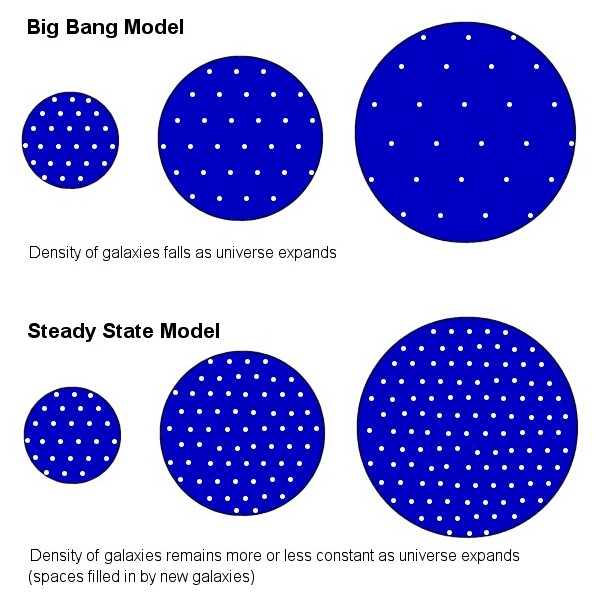 Big Bang Model
Density of galaxies falls as universe expands
Steady State Model
Density of galaxies remains more or less constant as universe expands
(spaces filled in by new galaxies)